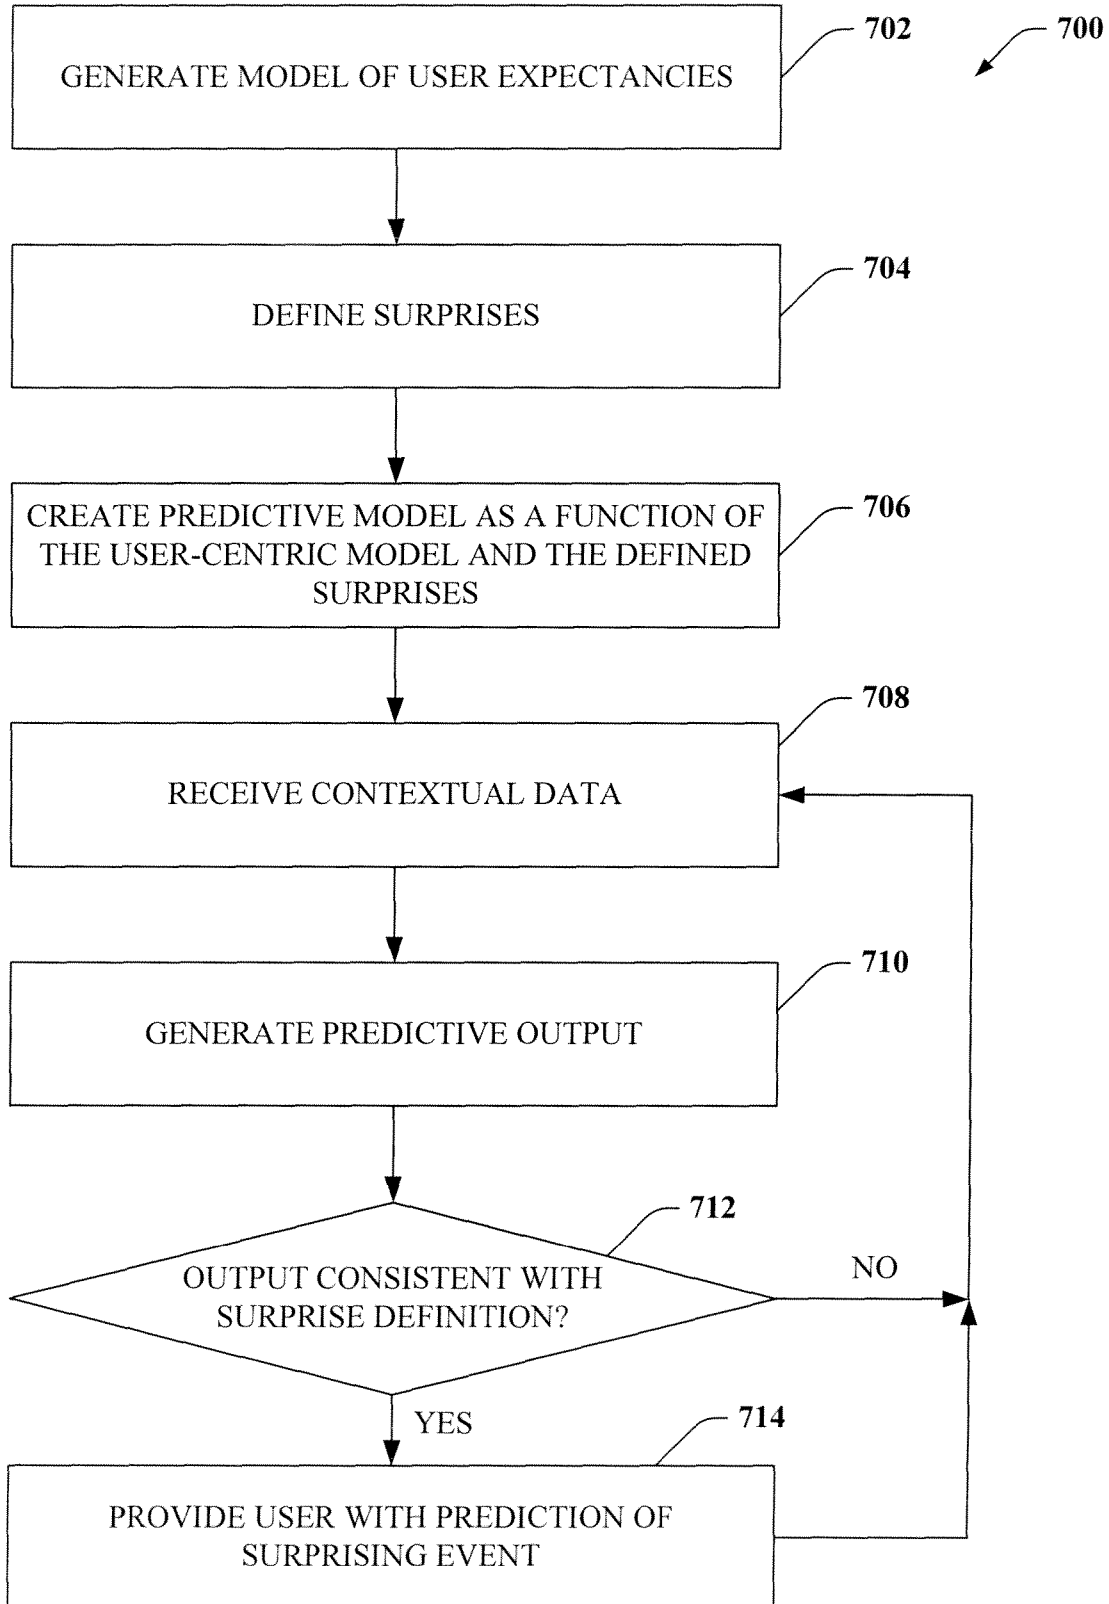 702
700
GENERATE MODEL OF USER EXPECTANCIES
704
DEFINE SURPRISES
706
CREATE PREDICTIVE MODEL AS A FUNCTION OF
THE USER-CENTRIC MODEL AND THE DEFINED
SURPRISES
708
RECEIVE CONTEXTUAL DATA
710
GENERATE PREDICTIVE OUTPUT
712
OUTPUT CONSISTENT WITH
SURPRISE DEFINITION?
NO
YES
714
PROVIDE USER WITH PREDICTION OF
SURPRISING EVENT